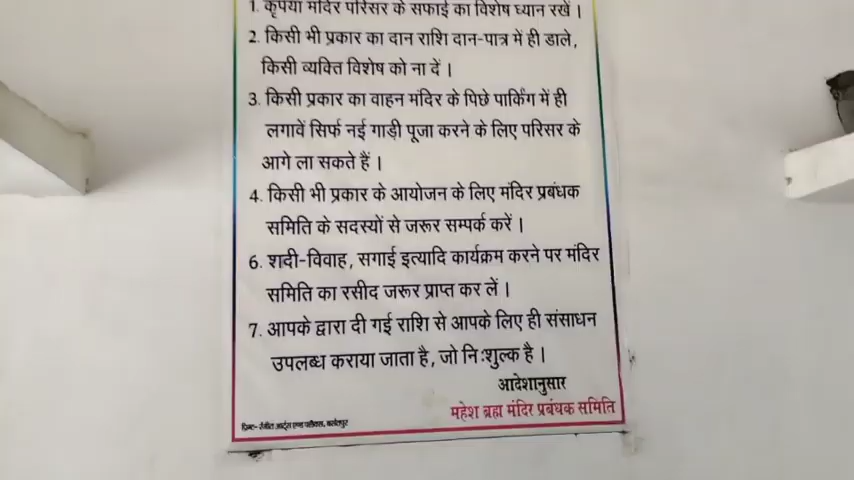 1. कृपया मंदिर परिसर के सफाई का विशेष ध्यान रखें |
2. किसी भी प्रकार का दान राशि दान-पात्र में ही डाले,
किसी व्यक्ति विशेष को ना दें |
3. किसी प्रकार का वाहन मंदिर के पिछे पार्किंग में ही
लगावें सिर्फ नई गाड़ी पूजा करने के लिए परिसर के
आगे ला सकते हैं |
4. किसी भी प्रकार के आयोजन के लिए मंदिर प्रबंधक
समिति के सदस्यों से जरूर सम्पर्क करें |
6. शदी-विवाह, सगाई इत्यादि कार्यक्रम करने पर मंदिर
समिति का रसीद जरूर प्राप्त कर लें |
7. आपके द्वारा दी गई राशि से आपके लिए ही संसाधन
उपलब्ध कराया जाता है, जो नि:शुल्क है |
आदेशानुसार
महेश ब्रह्म मंदिर प्रबंधक समिति